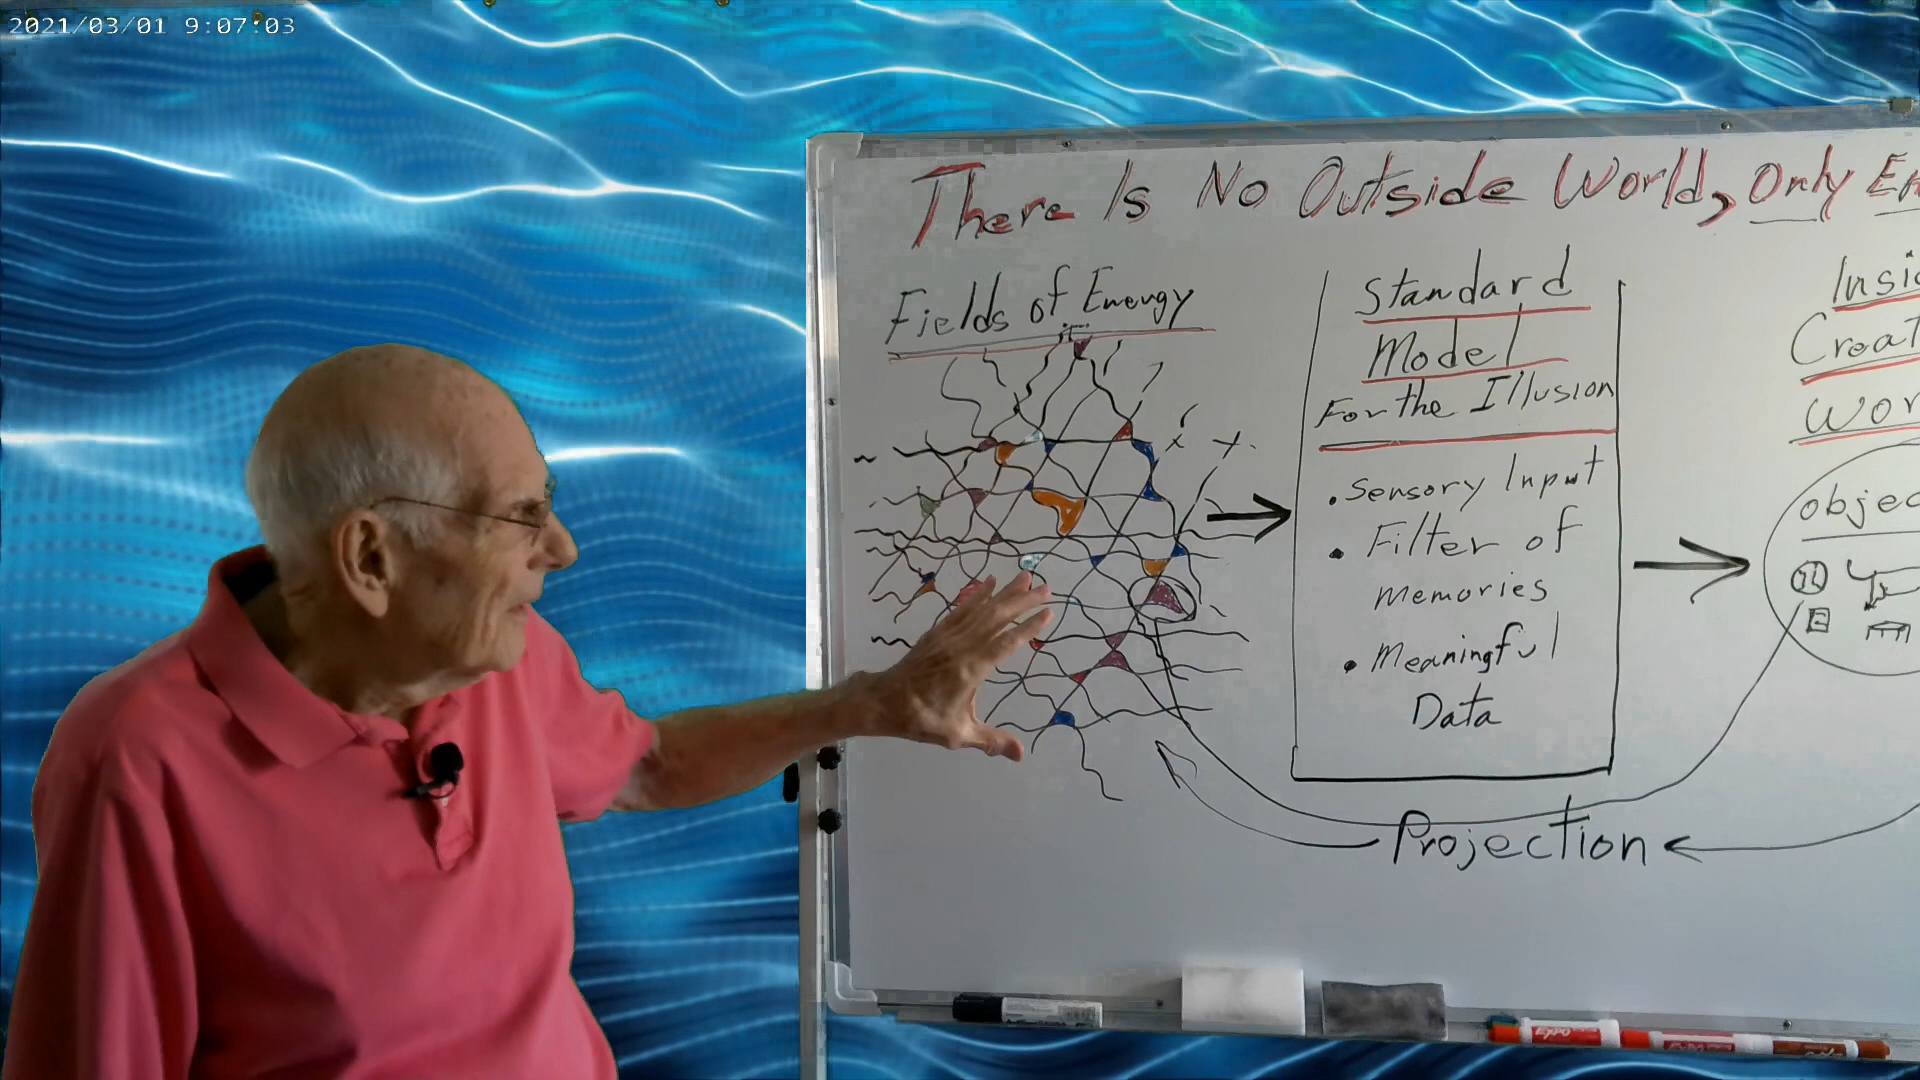 2021/03/01 9:07:03
There Is No Outside World, Only
Fields of Energy
Standard
Model
For the Illusion
. Sensory Input
• Filter of
Memories
• Meaningful
Data
objec
Projection
EXPO